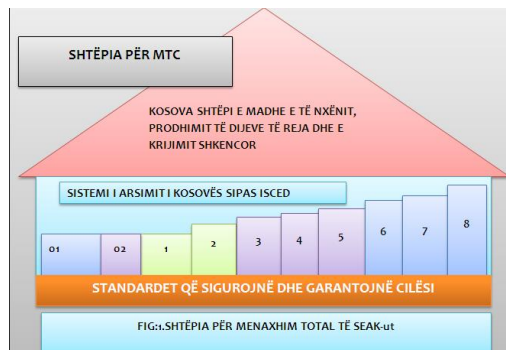 SHTËPIA PËR MTC
KOSOVA SHTËPI E MADHE E TË NXËNIT,
PRODHIMIT TË DIJEVE TË REJA DHE E
KRIJIMIT SHKENCOR
SISTEMI I ARSIMIT I KOSOVËS SIPAS ISCED
01 02 1 2 3 4 5 6 7 8
STANDARDET QË SIGUROJNË DHE GARANTOJNË CILËSI
FIG:1.SHTËPIA PËR MENAXHIM TOTAL TË SEAK-ut